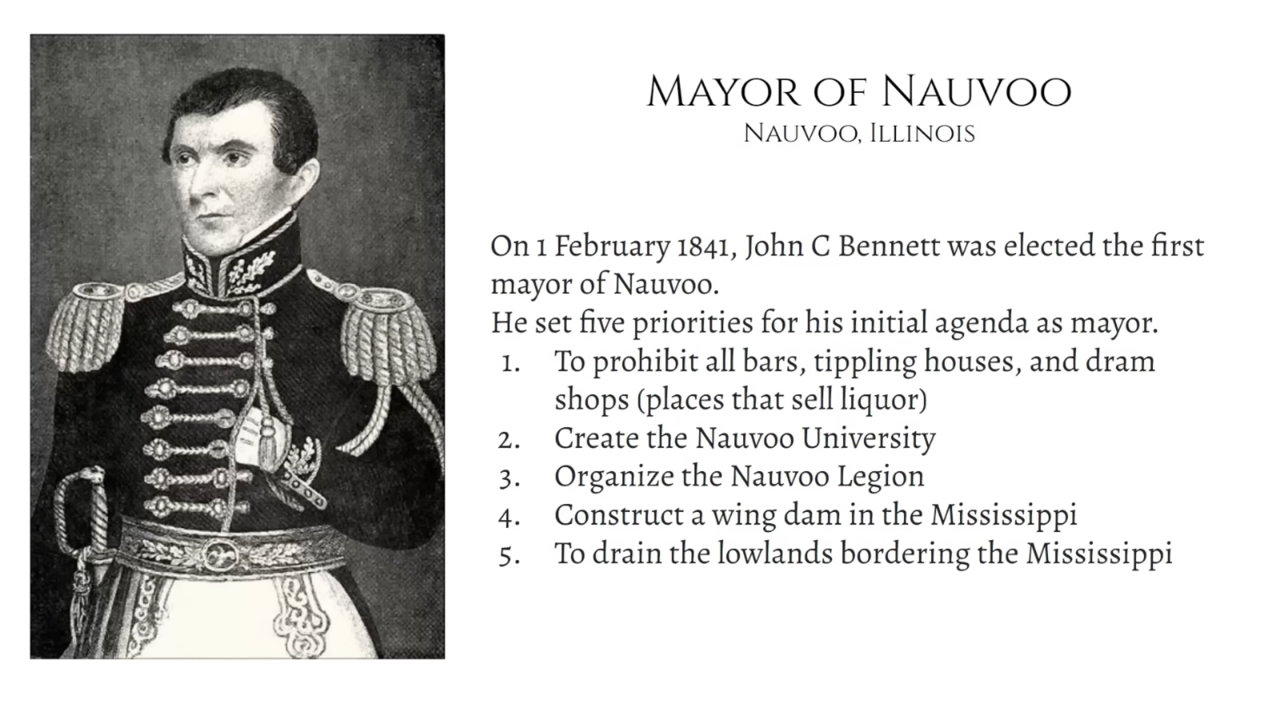 Mayor of Nauvoo
Nauvoo, Illinois
On 1 February 1841, John C Bennett was elected the first
mayor of Nauvoo.
He set five priorities for his initial agenda as mayor.
1. To prohibit all bars, tippling houses, and dram
shops (places that sell liquor)
2. Create the Nauvoo University
3. Organize the Nauvoo Legion
4. Construct a wing dam in the Mississippi
5. To drain the lowlands bordering the Mississippi